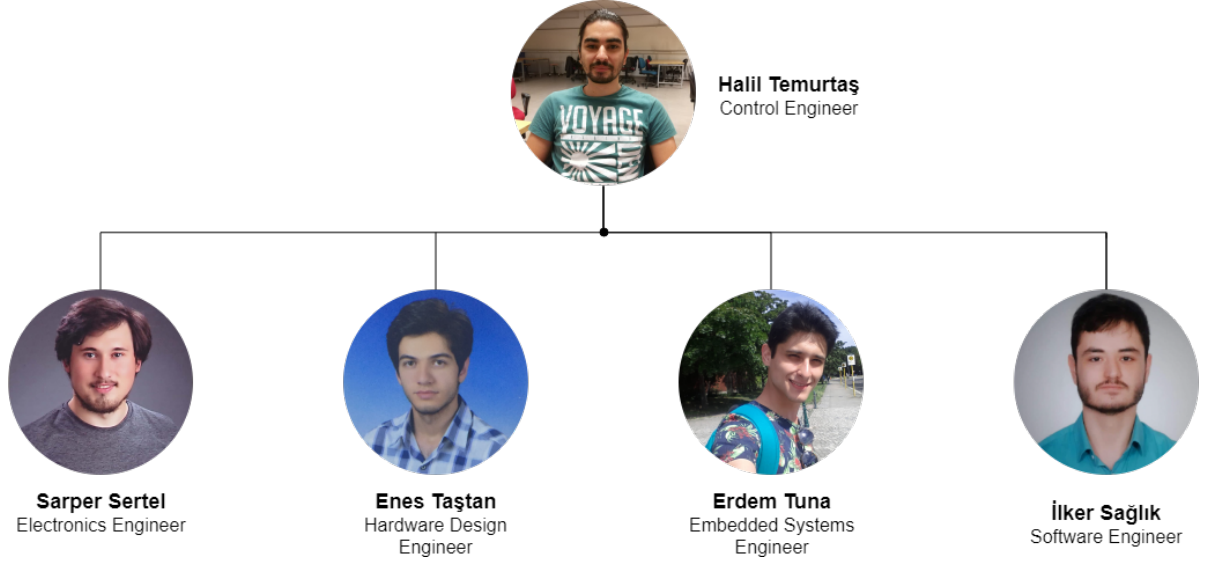 VOYAGE
Halil Temurtaş
Control Engineer
Sarper Sertel
Electronics Engineer
Enes Taştan
Hardware Design
Engineer
Erdem Tuna
Embedded Systems
Engineer
İlker Sağlık
Software Engineer